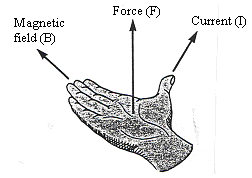 Force (F)
Magnetic
field (B)
Current (I)